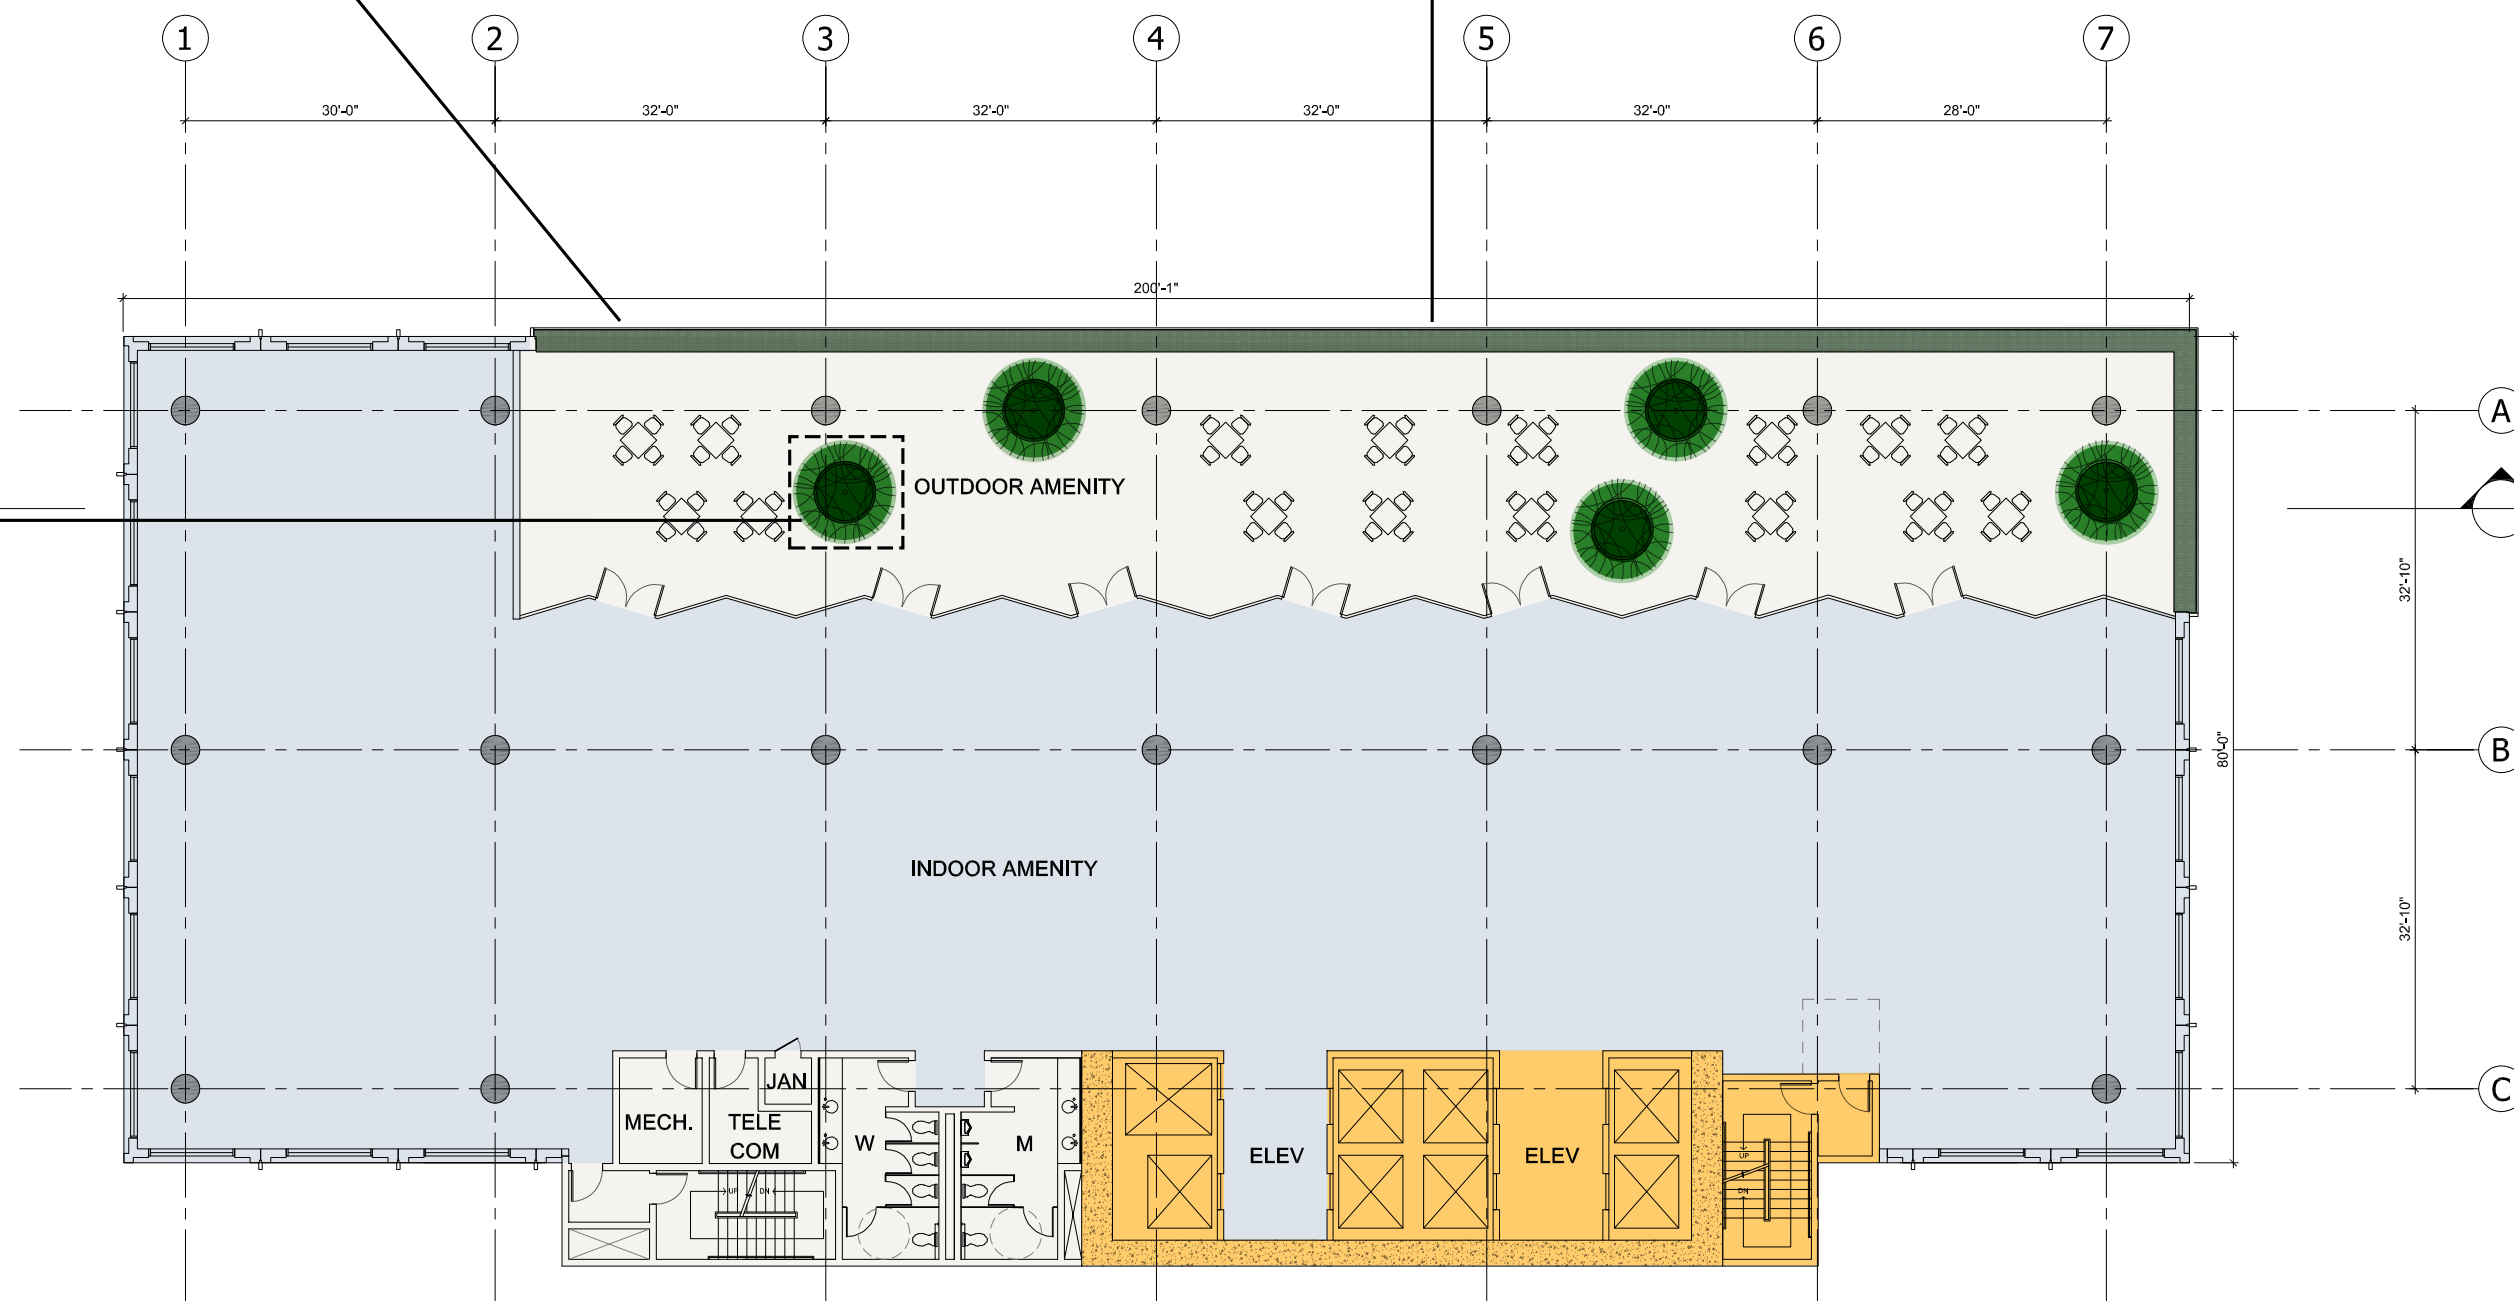 1 2 3 4 5 6 7
30'-0" 32'-0" 32'-0" 32'-0" 32'-0" 28'-0"
200'-1"
A
OUTDOOR AMENITY
32'-10"
80'-0"
B
INDOOR AMENITY
32'-10"
C
JAN
MECH.
TELE
COM
W
M
ELEV
ELEV
UP
DN
UP
DN